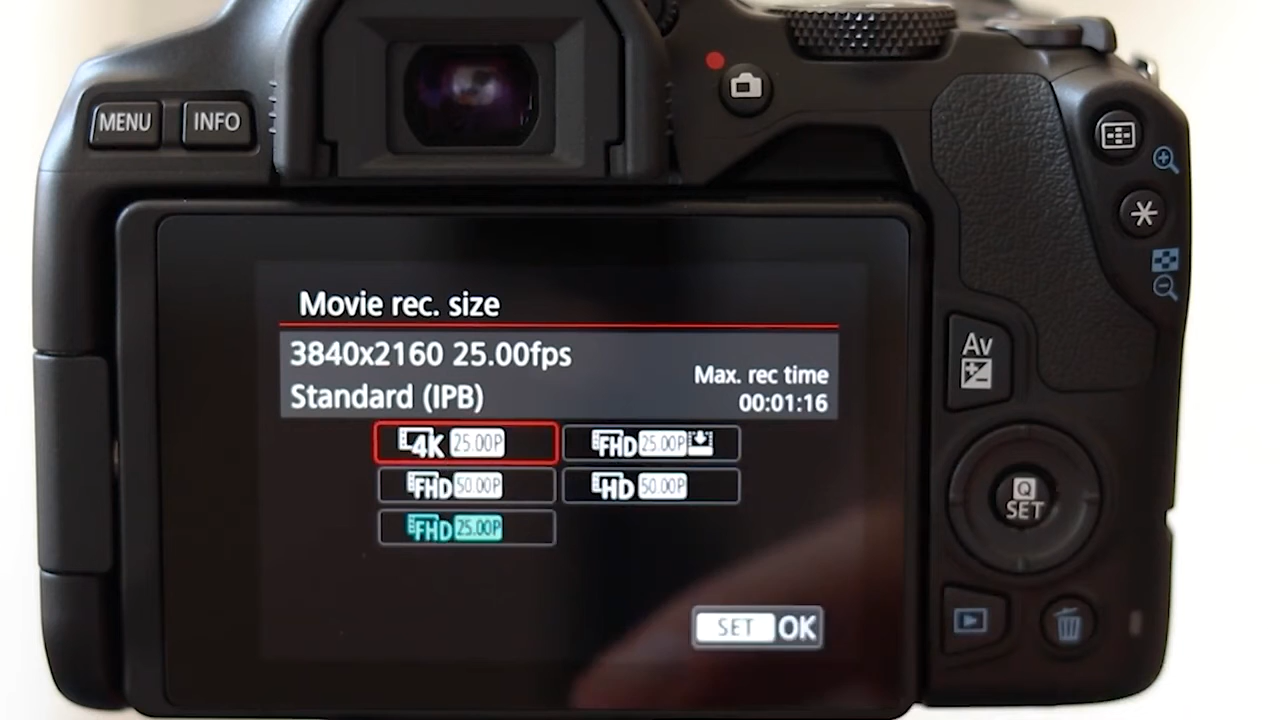 MENU INFO
Movie rec. size
3840x2160 25.00fps
Standard (IPB)
Max. rec time
00:01:16
4K 25.00P
FHD 25.00P
FHD 50.00P
HD 50.00P
FHD 25.00P
SET OK
Av
Q
SET